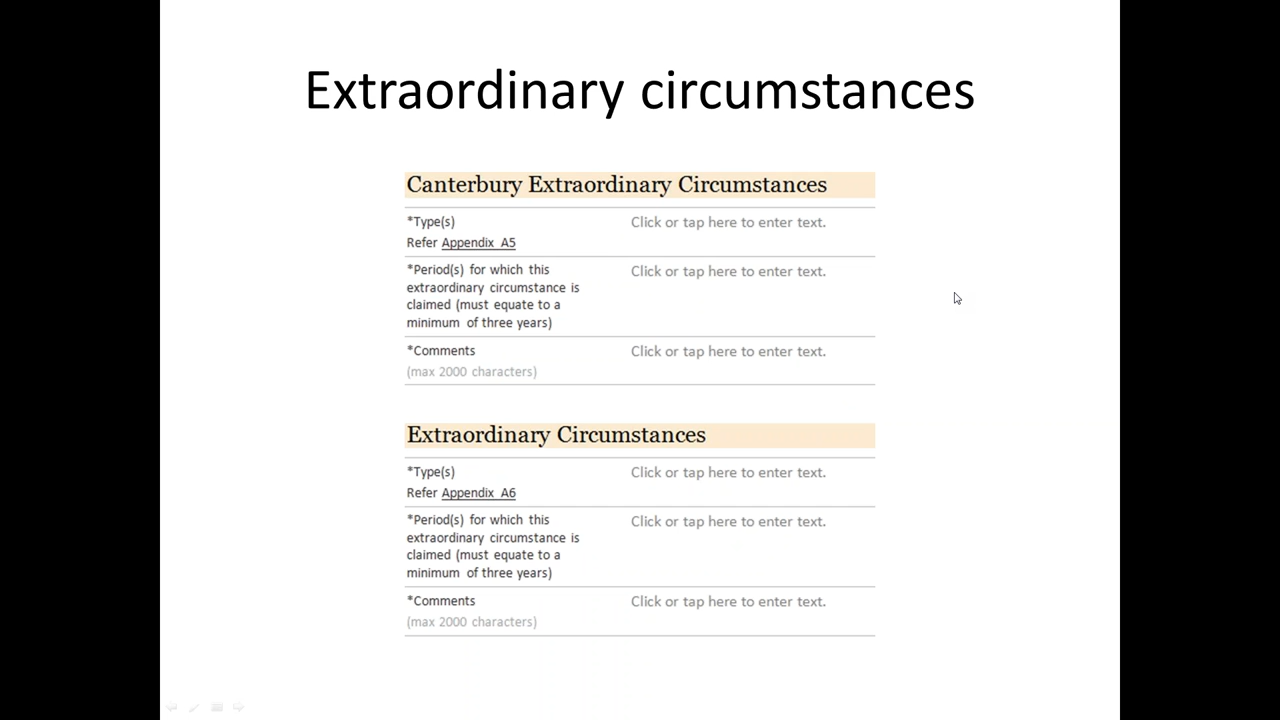 Extraordinary circumstances
Canterbury Extraordinary Circumstances
*Type(s)
Refer Appendix A5
Click or tap here to enter text.
*Period(s) for which this
extraordinary circumstance is
claimed (must equate to a
minimum of three years)
Click or tap here to enter text.
*Comments
(max 2000 characters)
Click or tap here to enter text.
Extraordinary Circumstances
*Type(s)
Refer Appendix A6
Click or tap here to enter text.
*Period(s) for which this
extraordinary circumstance is
claimed (must equate to a
minimum of three years)
Click or tap here to enter text.
*Comments
(max 2000 characters)
Click or tap here to enter text.